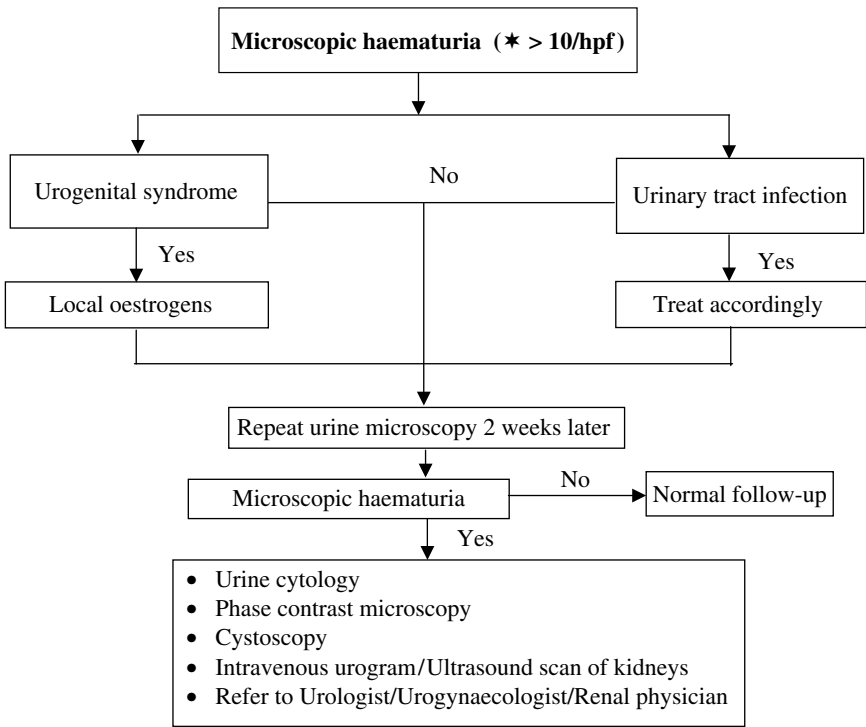 Microscopic haematuria (✶ > 10/hpf)
Urogenital syndrome
No
Urinary tract infection
Yes
Yes
Local oestrogens
Treat accordingly
Repeat urine microscopy 2 weeks later
Microscopic haematuria
No
Normal follow-up
Yes
• Urine cytology
• Phase contrast microscopy
• Cystoscopy
• Intravenous urogram/Ultrasound scan of kidneys
• Refer to Urologist/Urogynaecologist/Renal physician